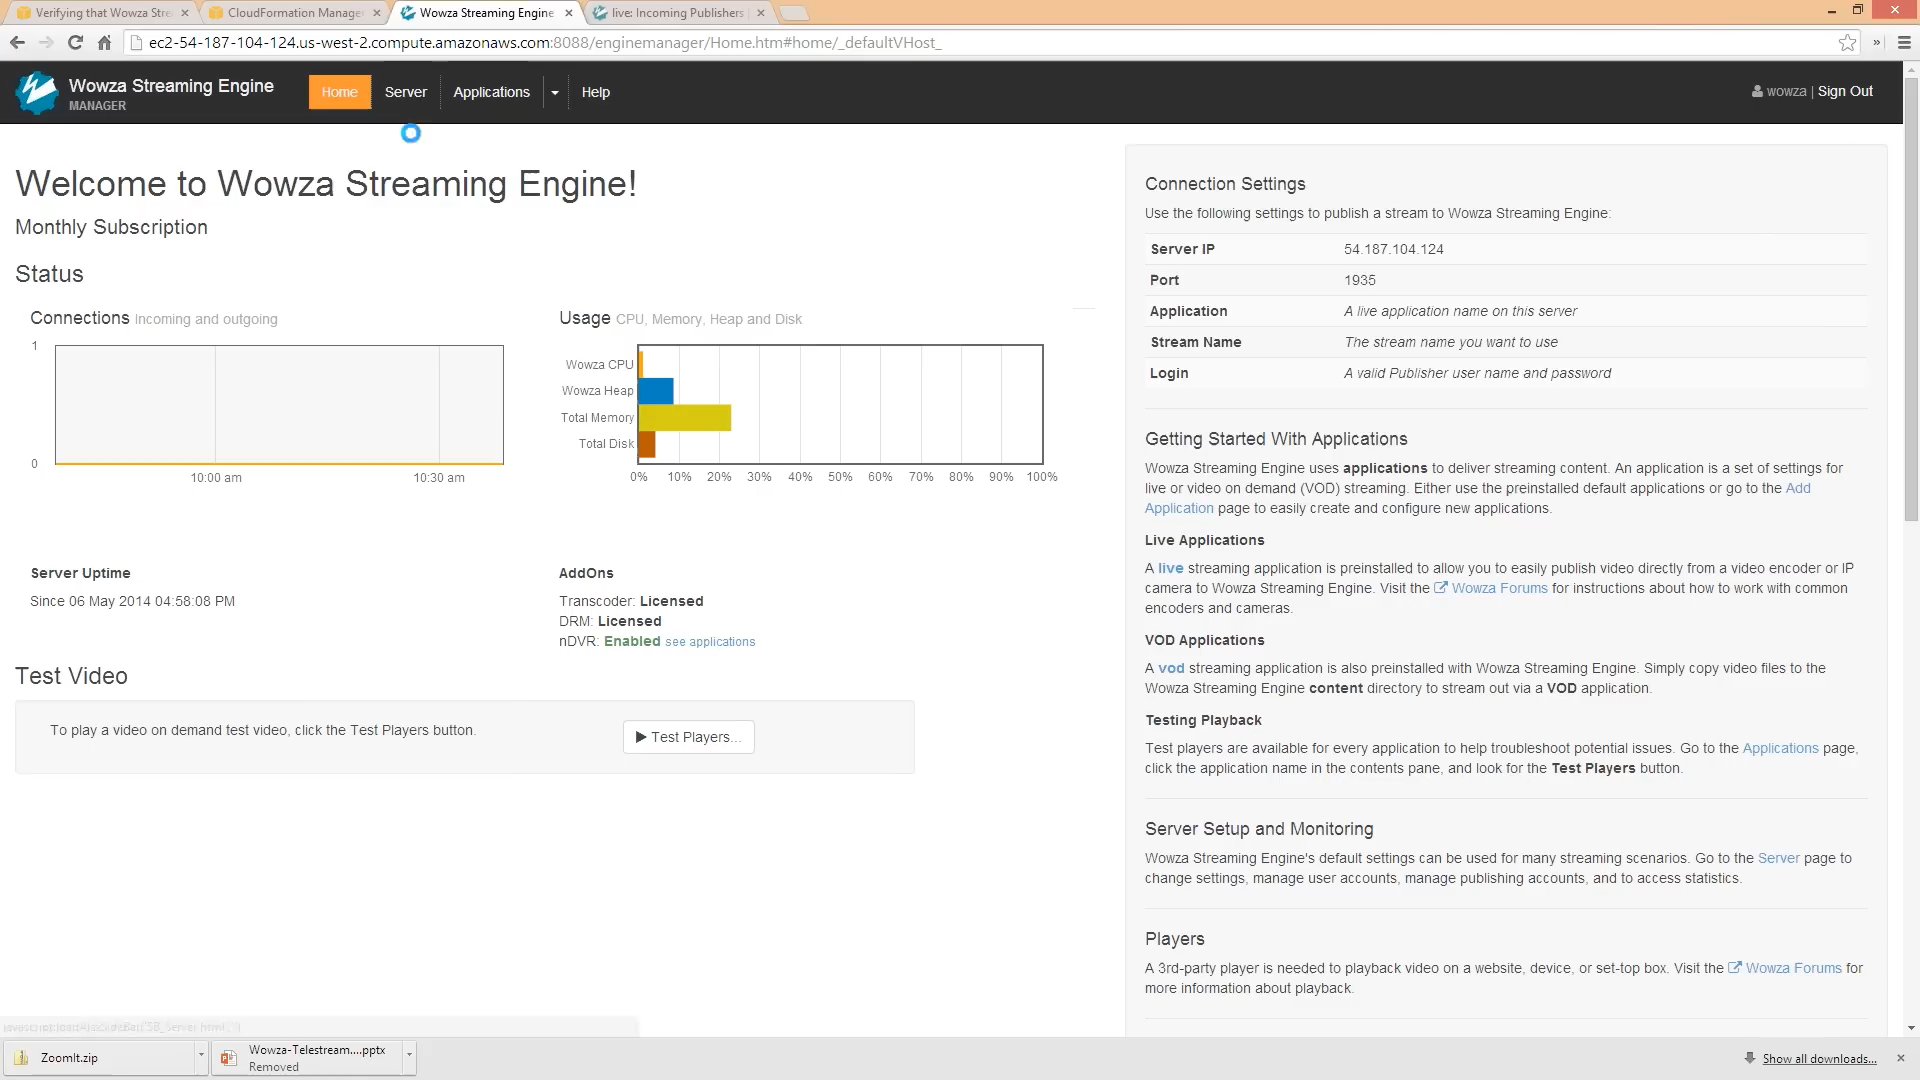 Verifying that Wowza Stre
CloudFormation Manage
Wowza Streaming Engine
live: Incoming Publishers
ec2-54-187-104-124.us-west-2.compute.amazonaws.com:8088/enginemanager/Home.htm#home/_defaultVHost_
Wowza Streaming Engine
MANAGER
Home
Server
Applications
Help
wowza | Sign Out
Welcome to Wowza Streaming Engine!
Monthly Subscription
Status
Connections Incoming and outgoing
1
0
10:00 am
10:30 am
Usage CPU, Memory, Heap and Disk
Wowza CPU
Wowza Heap
Total Memory
Total Disk
0% 10% 20% 30% 40% 50% 60% 70% 80% 90% 100%
Server Uptime
Since 06 May 2014 04:58:08 PM
AddOns
Transcoder: Licensed
DRM: Licensed
nDVR: Enabled see applications
Test Video
To play a video on demand test video, click the Test Players button.
Test Players...
Connection Settings
Use the following settings to publish a stream to Wowza Streaming Engine:
Server IP 54.187.104.124
Port 1935
Application A live application name on this server
Stream Name The stream name you want to use
Login A valid Publisher user name and password
Getting Started With Applications
Wowza Streaming Engine uses applications to deliver streaming content. An application is a set of settings for
live or video on demand (VOD) streaming. Either use the preinstalled default applications or go to the Add
Application page to easily create and configure new applications.
Live Applications
A live streaming application is preinstalled to allow you to easily publish video directly from a video encoder or IP
camera to Wowza Streaming Engine. Visit the Wowza Forums for instructions about how to work with common
encoders and cameras.
VOD Applications
A vod streaming application is also preinstalled with Wowza Streaming Engine. Simply copy video files to the
Wowza Streaming Engine content directory to stream out via a VOD application.
Testing Playback
Test players are available for every application to help troubleshoot potential issues. Go to the Applications page,
click the application name in the contents pane, and look for the Test Players button.
Server Setup and Monitoring
Wowza Streaming Engine's default settings can be used for many streaming scenarios. Go to the Server page to
change settings, manage user accounts, manage publishing accounts, and to access statistics.
Players
A 3rd-party player is needed to playback video on a website, device, or set-top box. Visit the Wowza Forums for
more information about playback.
ZoomIt.zip
Wowza-Telestream....pptx
Removed
Show all downloads...